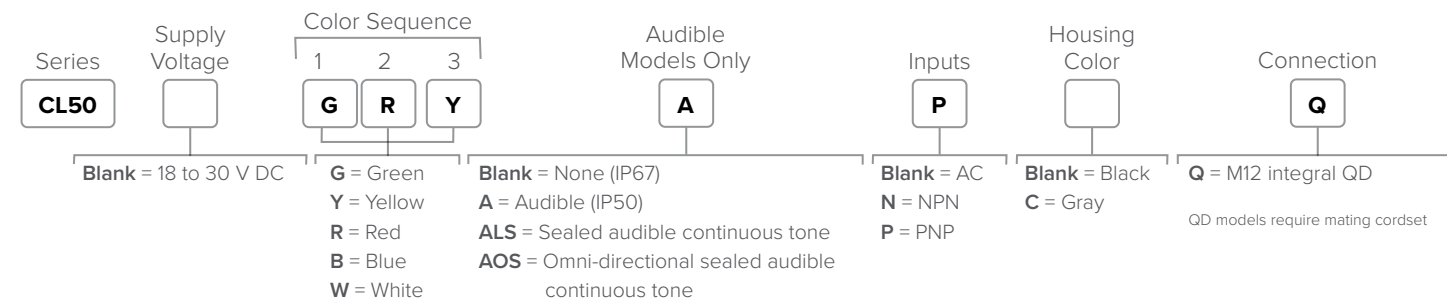 Series
Supply
Voltage
Color Sequence
1 2 3
Audible
Models Only
Inputs
Housing
Color
Connection
CL50
G R Y
A
P
Q
Blank = 18 to 30 V DC
G = Green
Y = Yellow
R = Red
B = Blue
W = White
Blank = None (IP67)
A = Audible (IP50)
ALS = Sealed audible continuous tone
AOS = Omni-directional sealed audible
continuous tone
Blank = AC
N = NPN
P = PNP
Blank = Black
C = Gray
Q = M12 integral QD
QD models require mating cordset